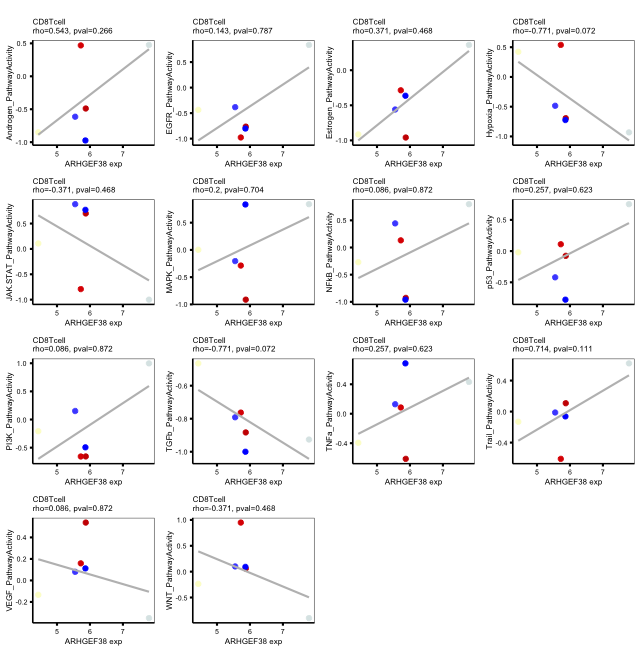 CD8Tcell
rho=0.543, pval=0.266
Androgen_PathwayActivity
0.5
0.0
-0.5
-1.0
5 6 7
ARHGEF38 exp
CD8Tcell
rho=0.143, pval=0.787
EGFR_PathwayActivity
0.5
0.0
-0.5
-1.0
5 6 7
ARHGEF38 exp
CD8Tcell
rho=0.371, pval=0.468
Estrogen_PathwayActivity
0.0
-0.5
-1.0
5 6 7
ARHGEF38 exp
CD8Tcell
rho=-0.771, pval=0.072
Hypoxia_PathwayActivity
0.5
0.0
-0.5
-1.0
5 6 7
ARHGEF38 exp
CD8Tcell
rho=-0.371, pval=0.468
JAK.STAT_PathwayActivity
0.5
0.0
-0.5
-1.0
5 6 7
ARHGEF38 exp
CD8Tcell
rho=0.2, pval=0.704
MAPK_PathwayActivity
0.5
0.0
-0.5
-1.0
5 6 7
ARHGEF38 exp
CD8Tcell
rho=0.086, pval=0.872
NFkB_PathwayActivity
0.5
0.0
-0.5
-1.0
5 6 7
ARHGEF38 exp
CD8Tcell
rho=0.257, pval=0.623
p53_PathwayActivity
0.5
0.0
-0.5
5 6 7
ARHGEF38 exp
CD8Tcell
rho=0.086, pval=0.872
PI3K_PathwayActivity
1.0
0.5
0.0
-0.5
5 6 7
ARHGEF38 exp
CD8Tcell
rho=-0.771, pval=0.072
TGFb_PathwayActivity
-0.6
-0.8
-1.0
5 6 7
ARHGEF38 exp
CD8Tcell
rho=0.257, pval=0.623
TNFa_PathwayActivity
0.4
0.0
-0.4
5 6 7
ARHGEF38 exp
CD8Tcell
rho=0.714, pval=0.111
Trail_PathwayActivity
0.4
0.0
-0.4
5 6 7
ARHGEF38 exp
CD8Tcell
rho=0.086, pval=0.872
VEGF_PathwayActivity
0.4
0.2
0.0
-0.2
5 6 7
ARHGEF38 exp
CD8Tcell
rho=-0.371, pval=0.468
WNT_PathwayActivity
1.0
0.5
0.0
-0.5
5 6 7
ARHGEF38 exp